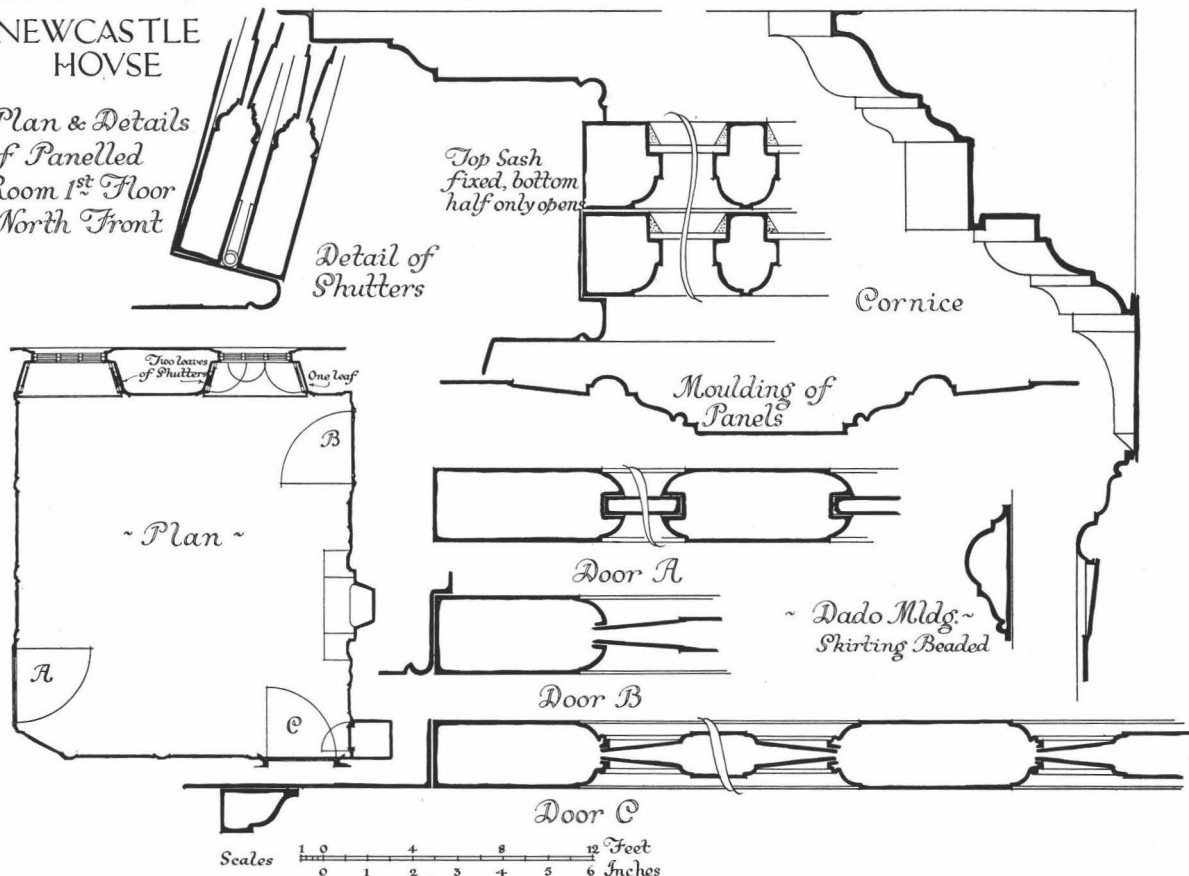 NEWCASTLE
HOVSE
Plan & Details
of Panelled
Room 1st Floor
North Front
Detail of
Shutters
Top Sash
fixed, bottom
half only opens
Cornice
Two leaves
of Shutters
One leaf
Moulding of
Panels
B
~ Plan ~
A
C
Door A
~ Dado Mldg. ~
Skirting Beaded
Door B
Door C
Scales
1 0 4 8 12 Feet
0 1 2 3 4 5 6 Inches